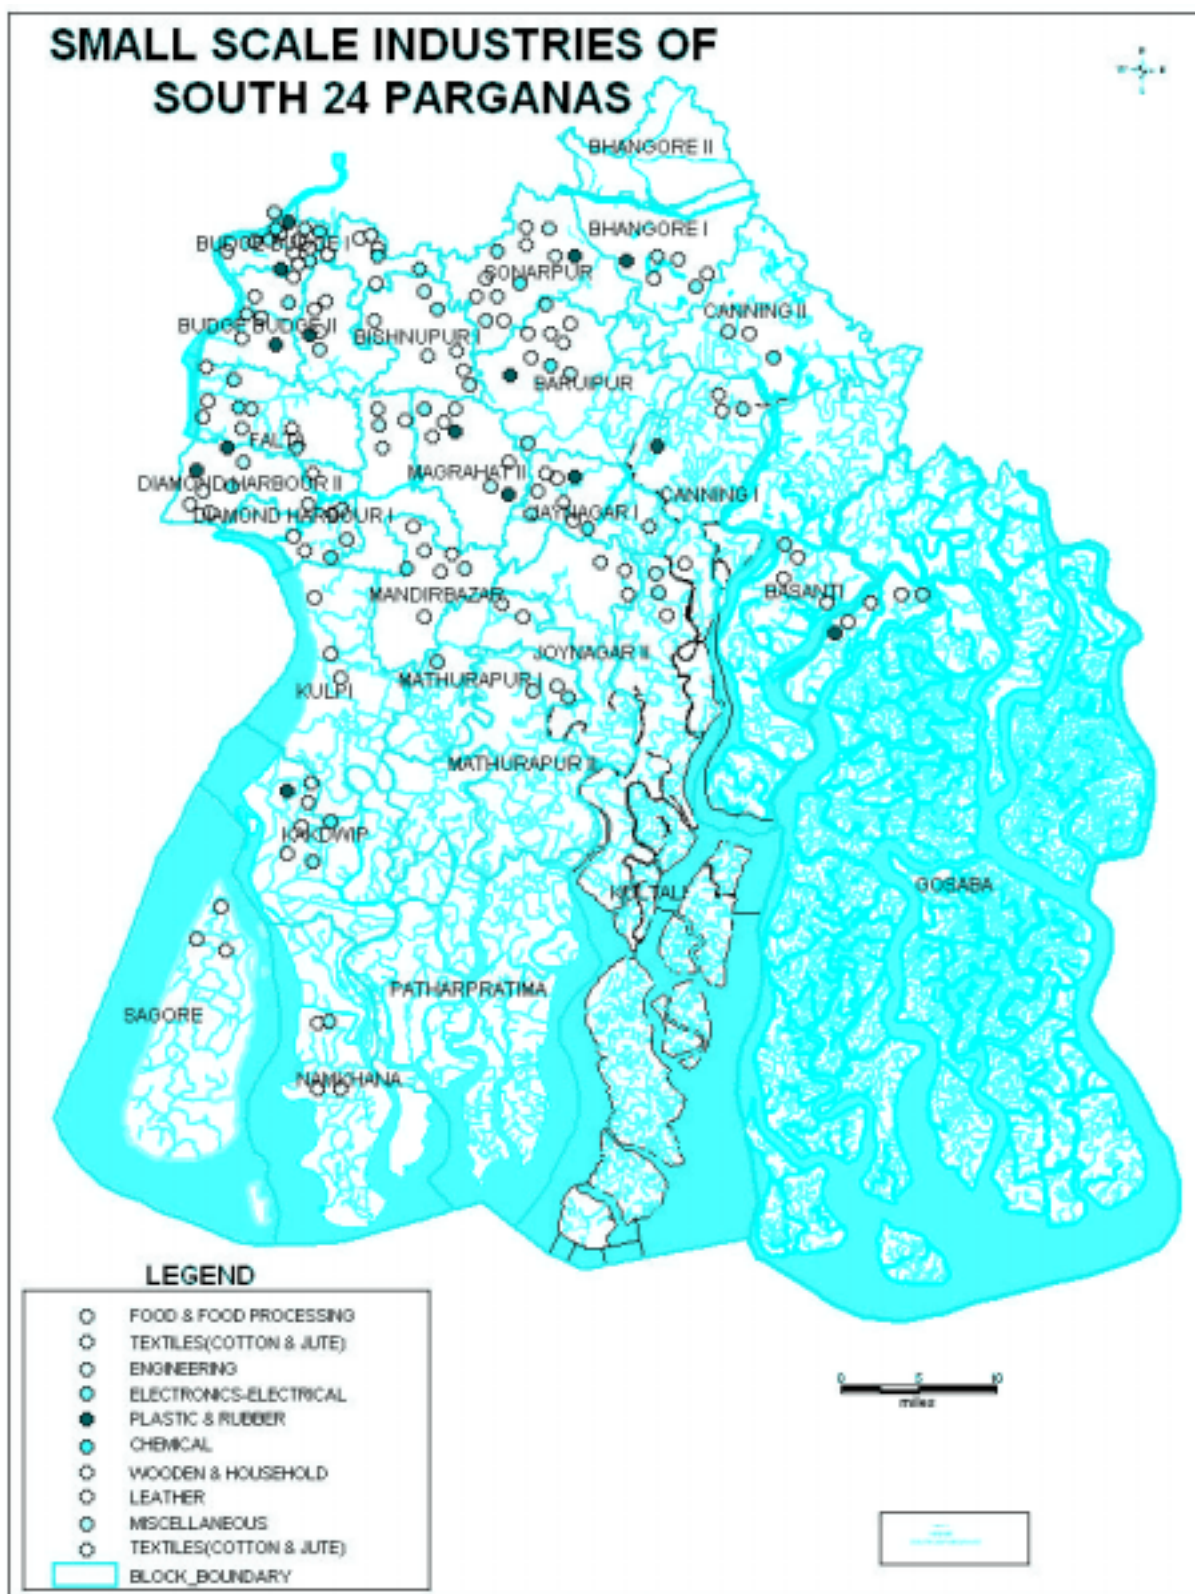 SMALL SCALE INDUSTRIES OF
SOUTH 24 PARGANAS
BHANGORE II
BHANGORE I
BUDGE BUDGE I
SONARPUR
CANNING II
BUDGE BUDGE II
BISHNUPUR I
BARUIPUR
FALTA
MAGRAHAT II
DIAMOND HARBOUR II
CANNING I
DIAMOND HARBOUR I
JAYNAGAR I
BASANTI
MANDIRBAZAR
JOYNAGAR II
MATHURAPUR I
KULPI
MATHURAPUR II
KAKDWIP
KULTALI
GOSABA
PATHARPRATIMA
SAGORE
NAMKHANA
LEGEND
FOOD & FOOD PROCESSING
TEXTILES(COTTON & JUTE)
ENGINEERING
ELECTRONICS-ELECTRICAL
PLASTIC & RUBBER
CHEMICAL
WOODEN & HOUSEHOLD
LEATHER
MISCELLANEOUS
TEXTILES(COTTON & JUTE)
BLOCK_BOUNDARY
0 5 10
miles